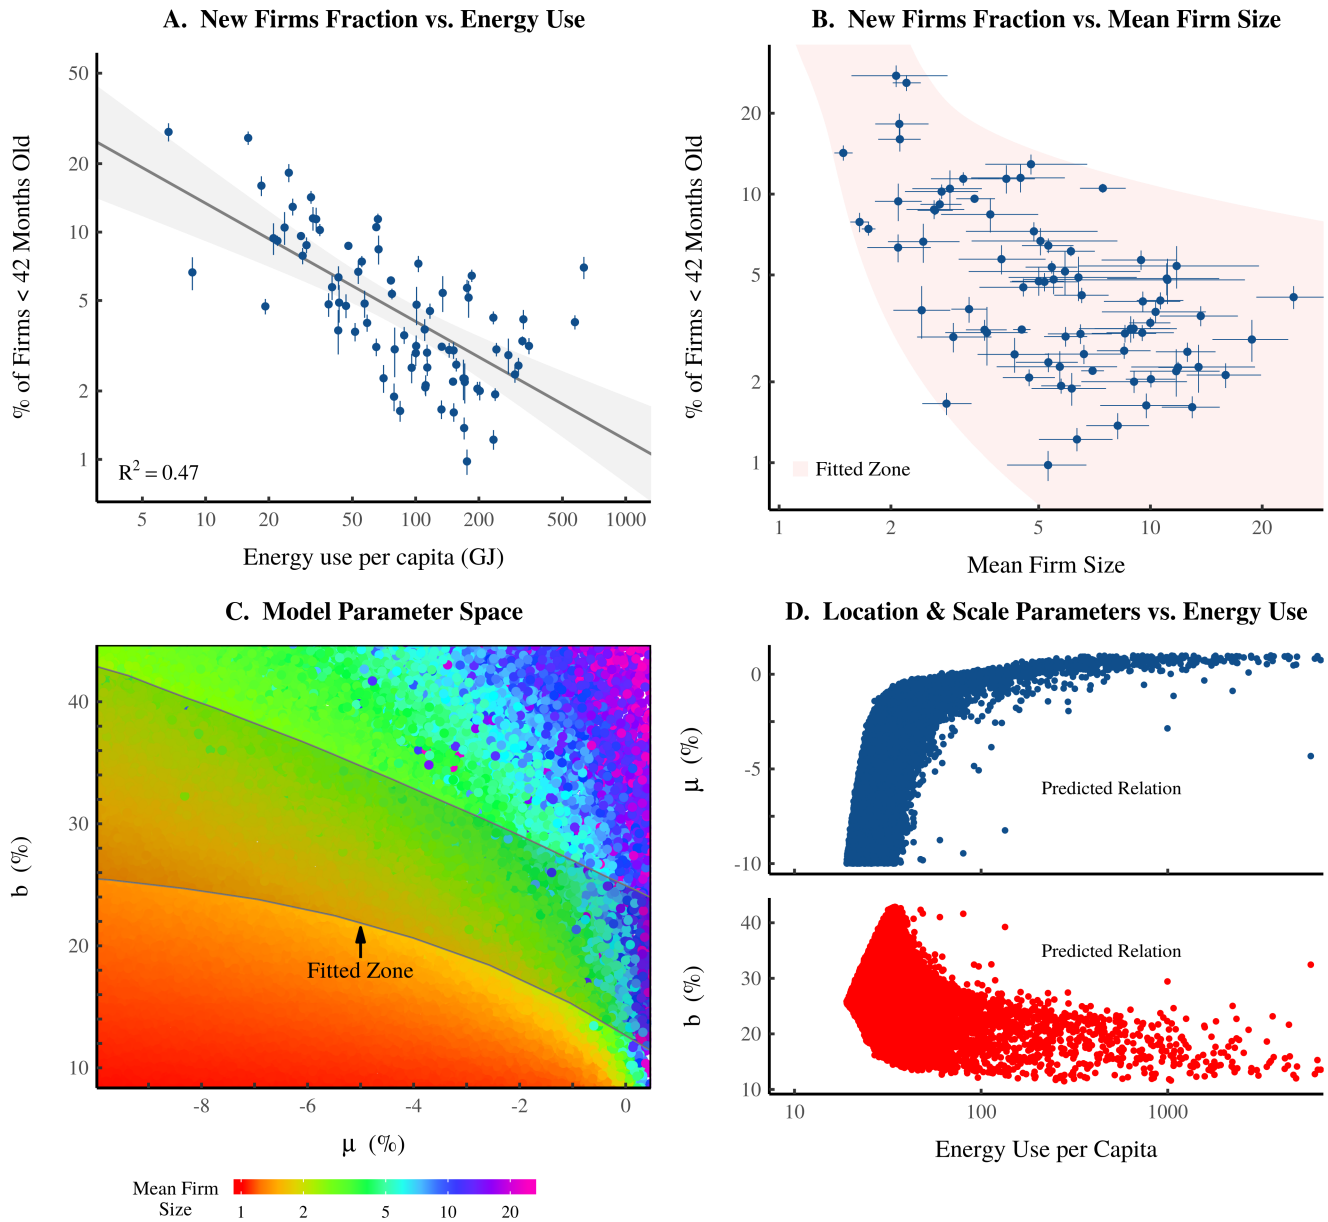 A. New Firms Fraction vs. Energy Use
% of Firms < 42 Months Old
50
20
10
5
2
1
R² = 0.47
5 10 20 50 100 200 500 1000
Energy use per capita (GJ)
B. New Firms Fraction vs. Mean Firm Size
% of Firms < 42 Months Old
20
10
5
2
1
Fitted Zone
1 2 5 10 20
Mean Firm Size
C. Model Parameter Space
b (%)
40
30
20
10
Fitted Zone
-8 -6 -4 -2 0
μ (%)
Mean Firm
Size
1 2 5 10 20
D. Location & Scale Parameters vs. Energy Use
μ (%)
0
-5
-10
Predicted Relation
b (%)
40
30
20
10
Predicted Relation
10 100 1000
Energy Use per Capita